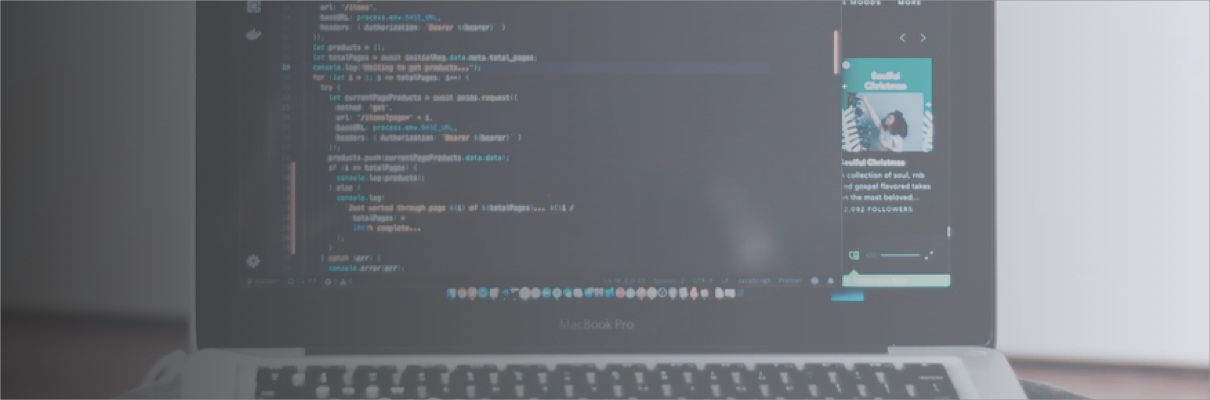 url: "/items",
baseURL: process.env.BASE_URL,
headers: { Authorization: `Bearer ${bearer}` }
});
let products = [];
let totalPages = await initialReq.data.data.total_pages;
console.log("Waiting to get products...");
for (let i = 1; i <= totalPages; i++) {
try {
let currentPageProducts = await axios.request({
method: "get",
url: "/items?page=" + i,
baseURL: process.env.BASE_URL,
headers: { Authorization: `Bearer ${bearer}` }
});
products.push(currentPageProducts.data.data);
if (i == totalPages) {
console.log(products);
} else {
console.log(
`Just worked through page ${i} of ${totalPages}... ${(i /
totalPages) *
100}% complete...`
);
}
} catch (err) {
console.error(err);
master
JavaScript Prettier
MOODS MORE
Soulful
Christmas
Soulful Christmas
collection of soul, rnb
nd gospel flavored takes
n the most beloved...
2,092 FOLLOWERS
MacBook Pro